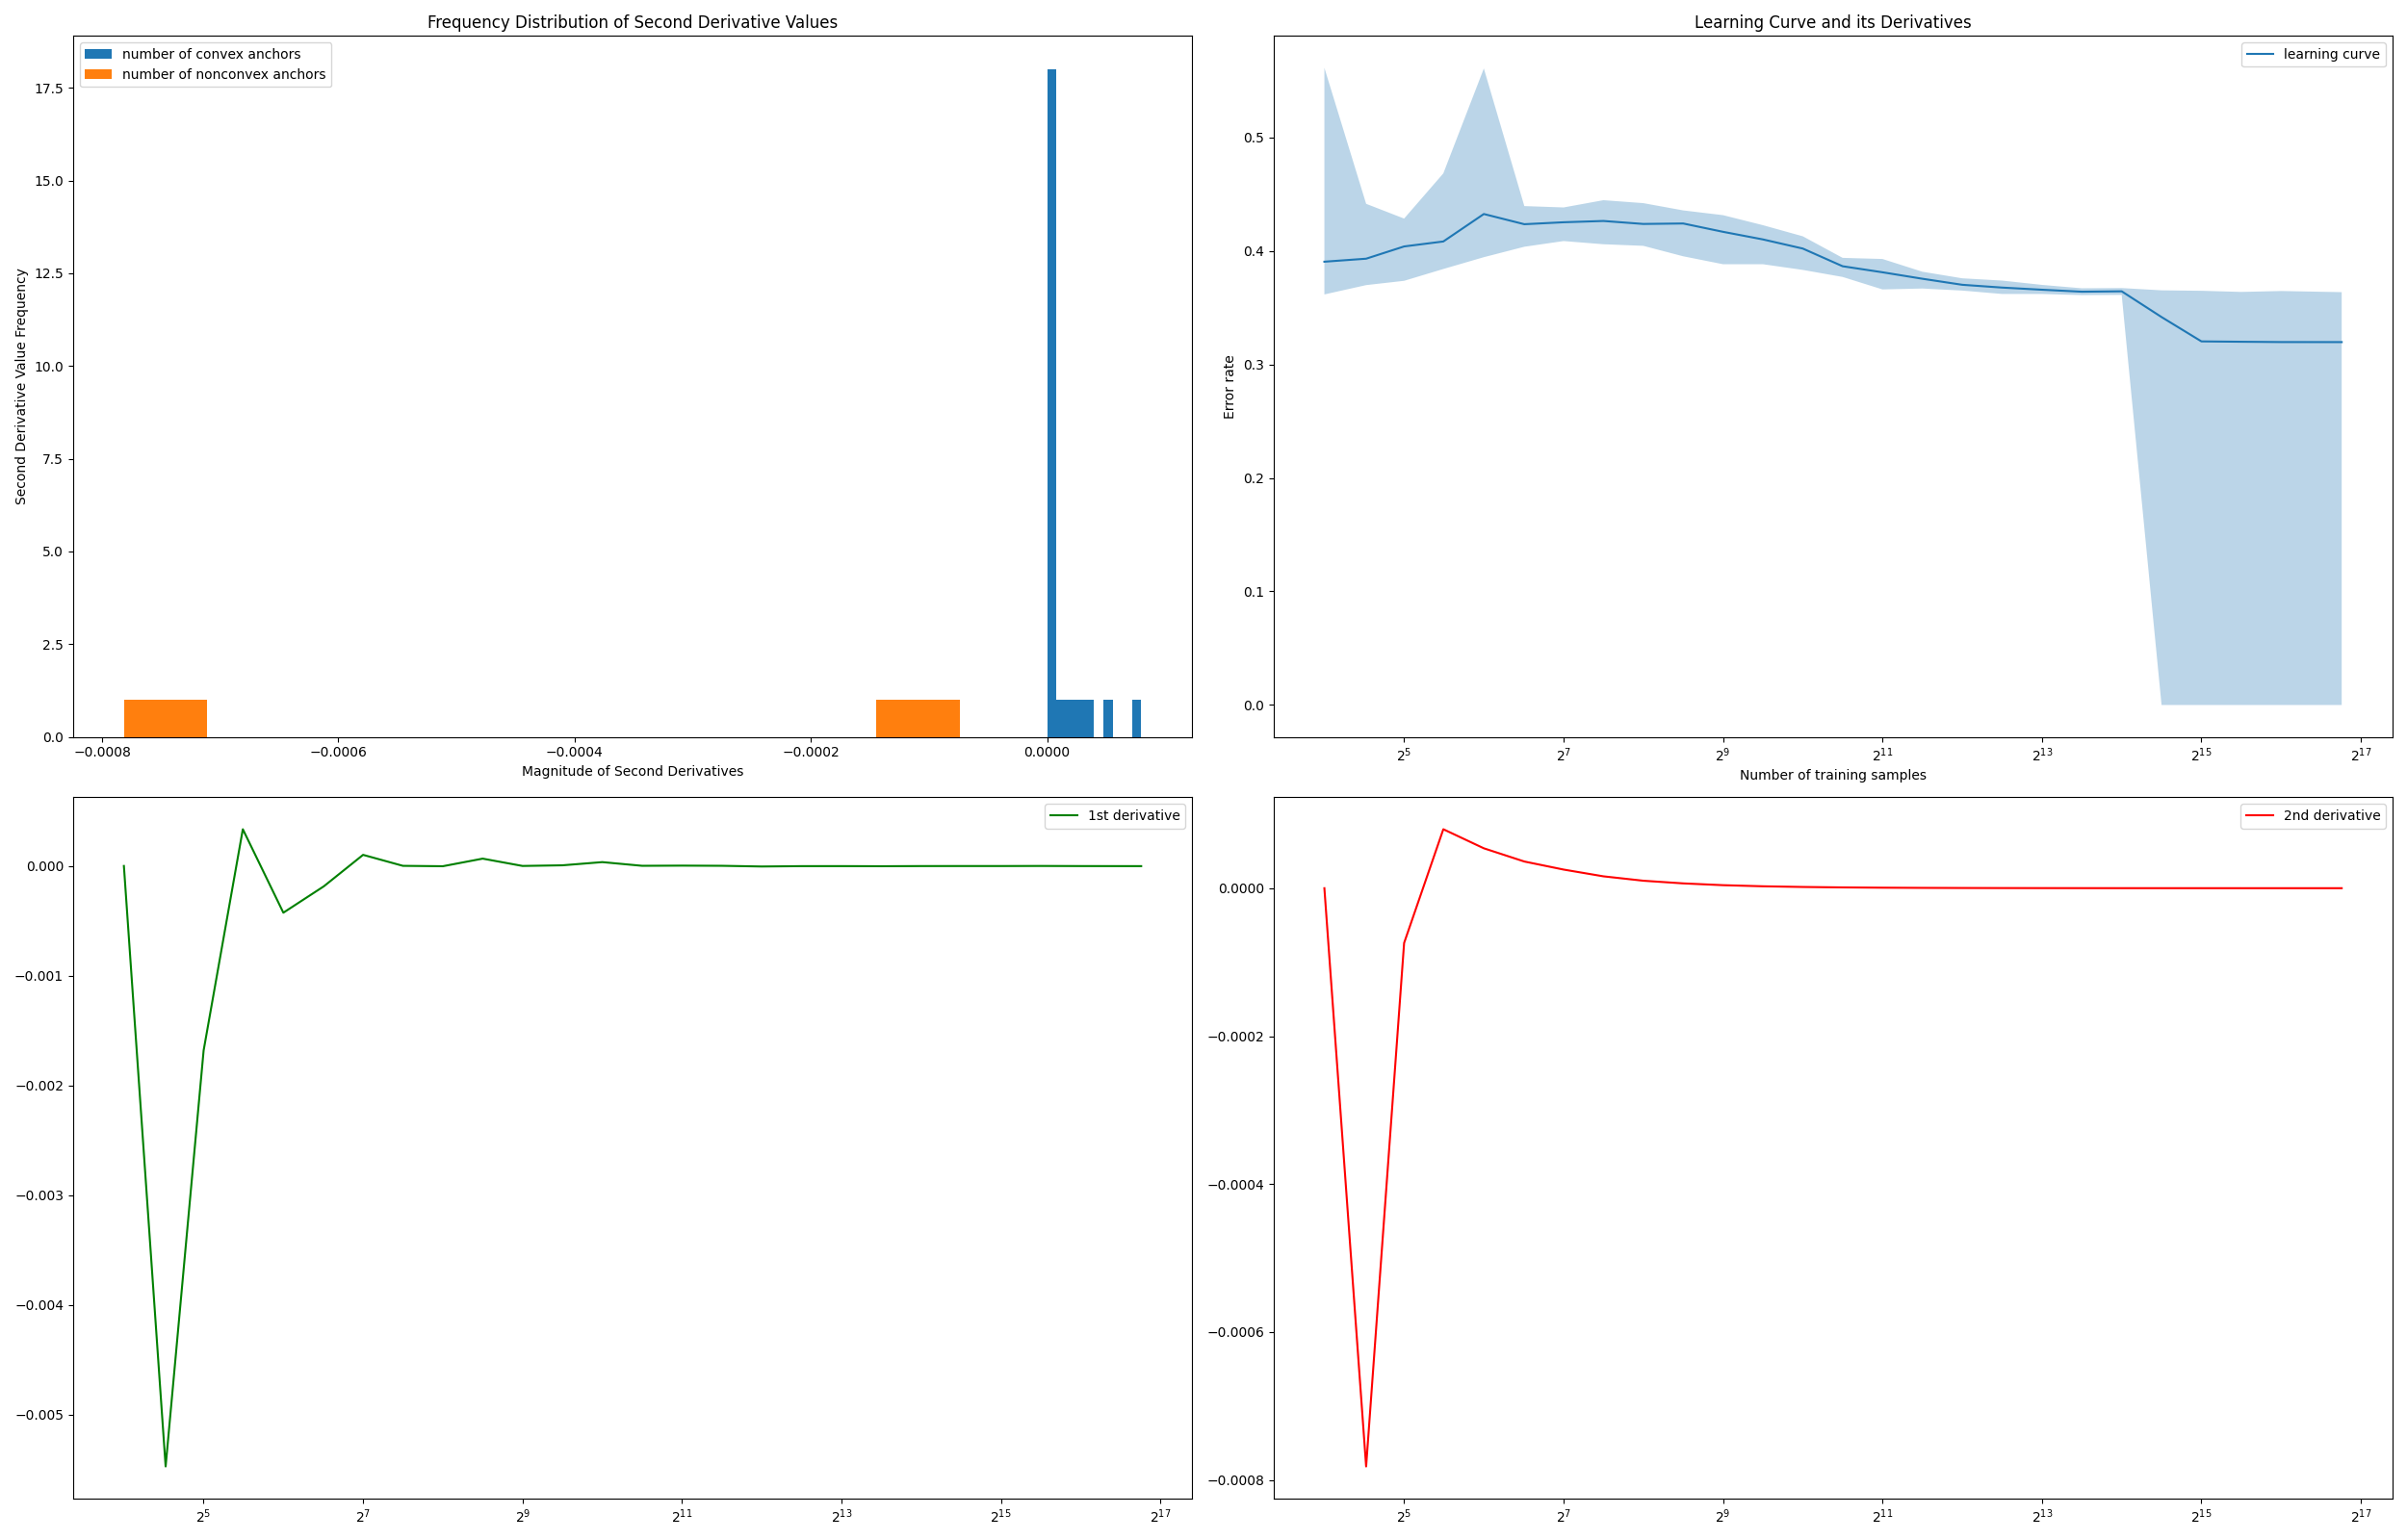 Frequency Distribution of Second Derivative Values
number of convex anchors
number of nonconvex anchors
Second Derivative Value Frequency
17.5
15.0
12.5
10.0
7.5
5.0
2.5
0.0
−0.0008 −0.0006 −0.0004 −0.0002 0.0000
Magnitude of Second Derivatives
Learning Curve and its Derivatives
learning curve
Error rate
0.5
0.4
0.3
0.2
0.1
0.0
2^5 2^7 2^9 2^11 2^13 2^15 2^17
Number of training samples
1st derivative
0.000
−0.001
−0.002
−0.003
−0.004
−0.005
2^5 2^7 2^9 2^11 2^13 2^15 2^17
2nd derivative
0.0000
−0.0002
−0.0004
−0.0006
−0.0008
2^5 2^7 2^9 2^11 2^13 2^15 2^17